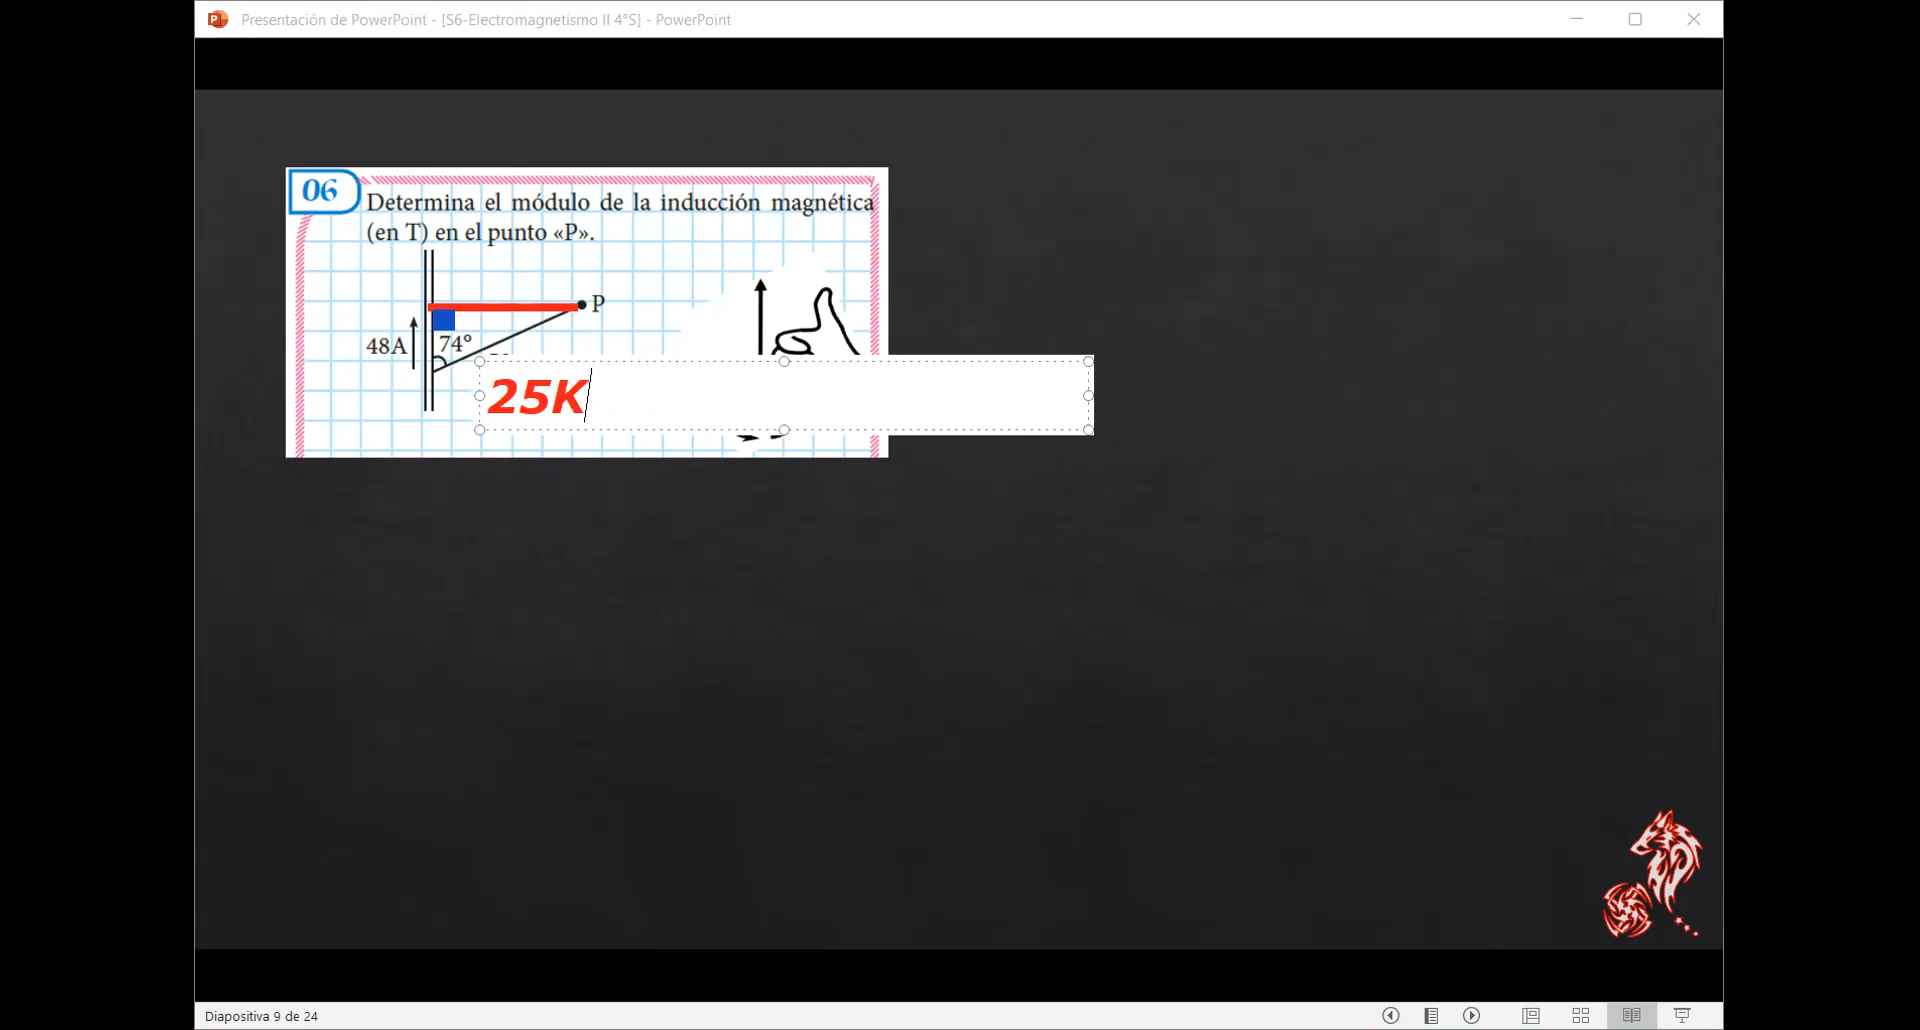 Presentación de PowerPoint - [S6-Electromagnetismo II 4°S] - PowerPoint
06
Determina el módulo de la inducción magnética
(en T) en el punto «P».
P
48A
74°
25K
Diapositiva 9 de 24